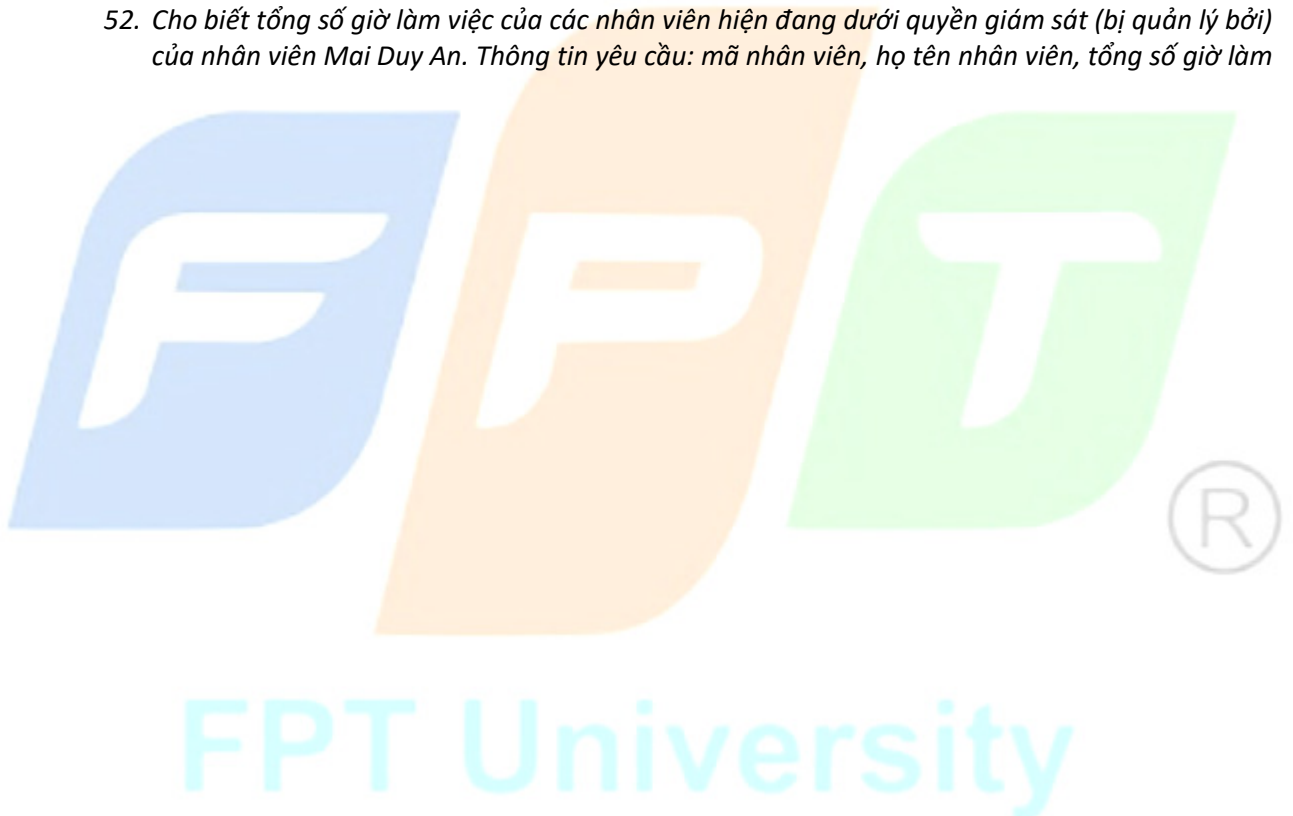 52. Cho biết tổng số giờ làm việc của các nhân viên hiện đang dưới quyền giám sát (bị quản lý bởi)
của nhân viên Mai Duy An. Thông tin yêu cầu: mã nhân viên, họ tên nhân viên, tổng số giờ làm
FPT
®
FPT University